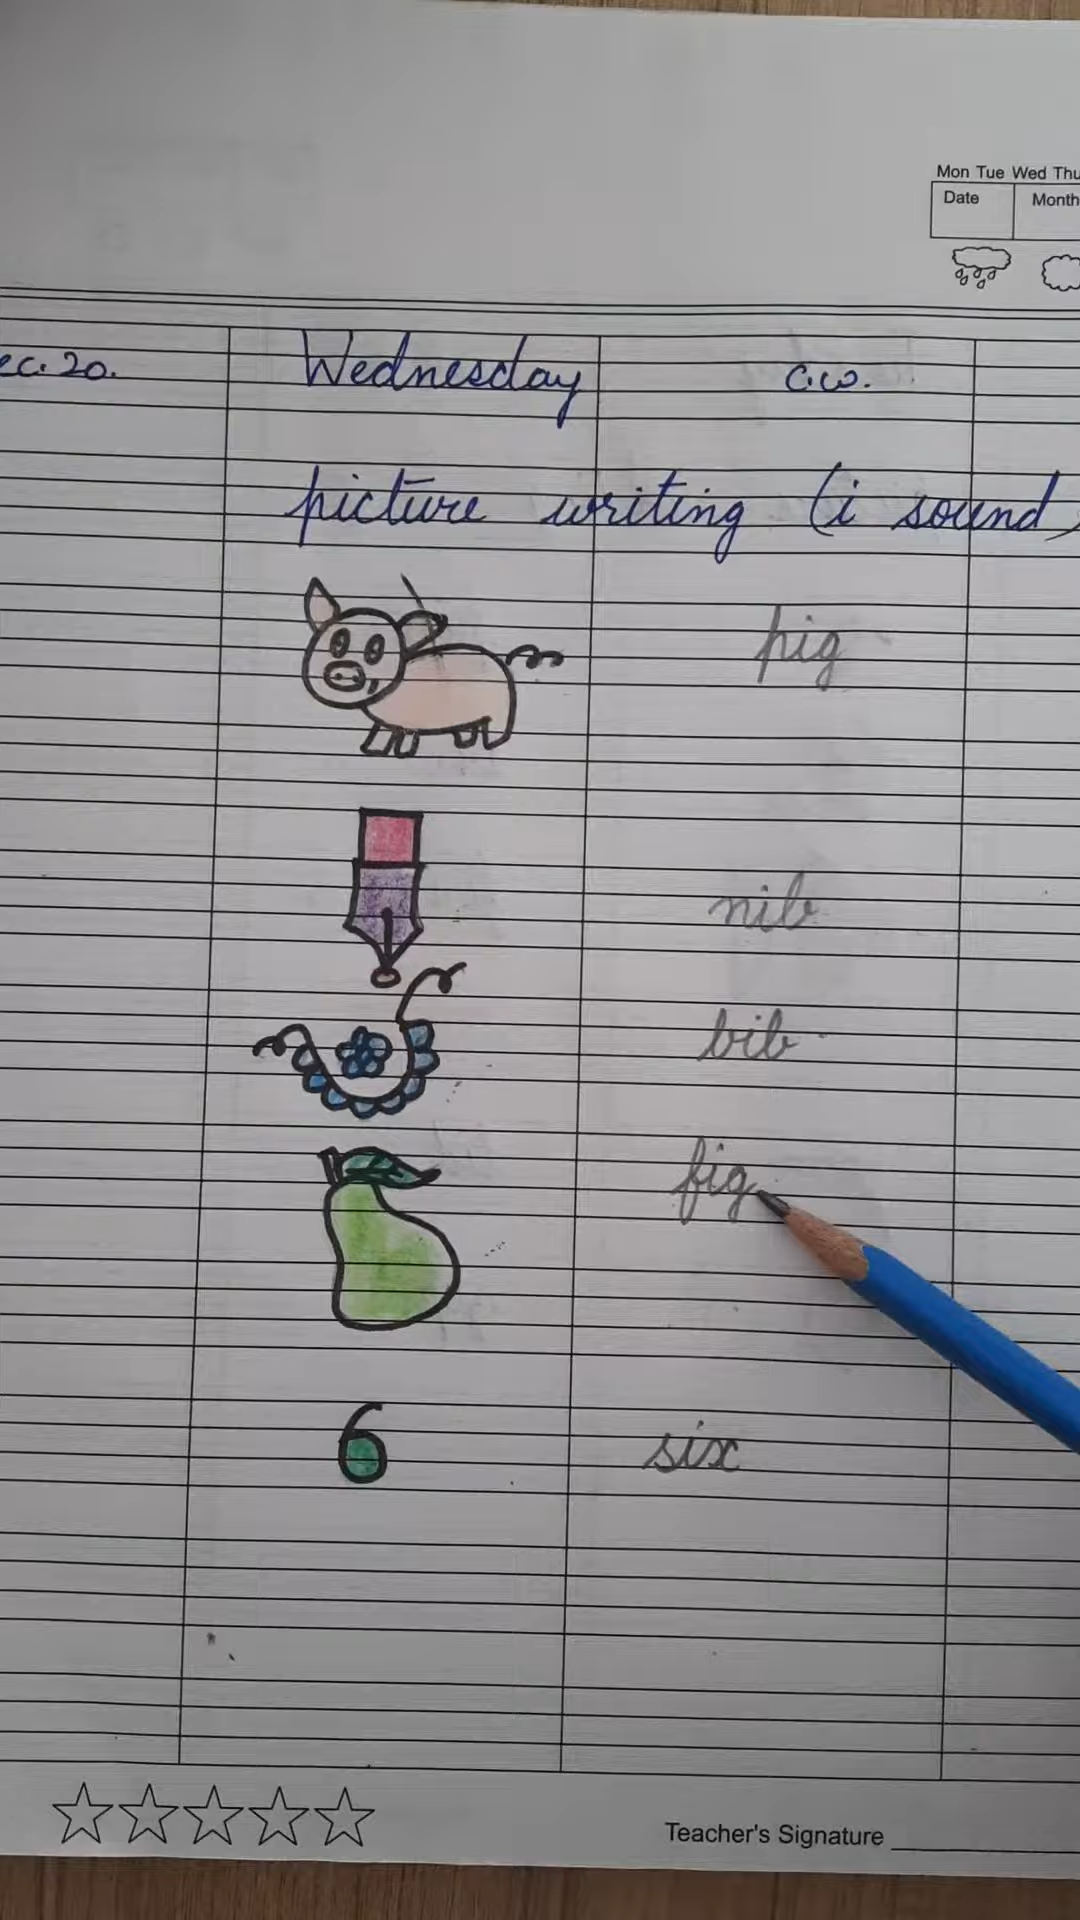 Mon Tue Wed Thu
Date Month
ec. 20. Wednesday c.w.
picture writing (i sound)
pig
nib
bib
fig
6 six
Teacher's Signature